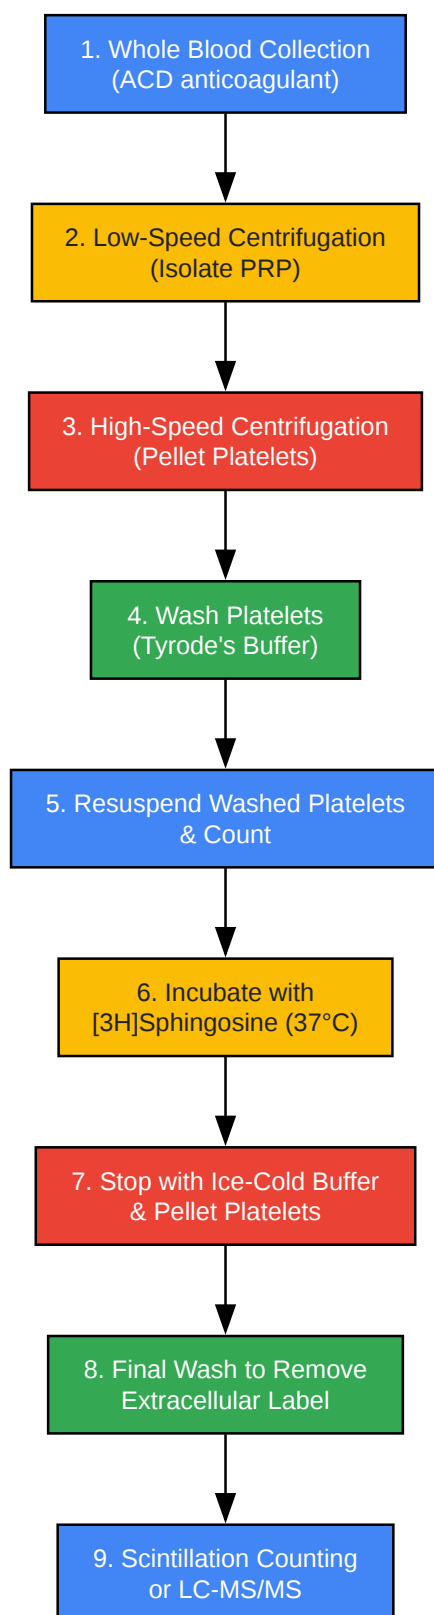 1. Whole Blood Collection
(ACD anticoagulant)
2. Low-Speed Centrifugation
(Isolate PRP)
3. High-Speed Centrifugation
(Pellet Platelets)
4. Wash Platelets
(Tyrode's Buffer)
5. Resuspend Washed Platelets
& Count
6. Incubate with
[3H]Sphingosine (37°C)
7. Stop with Ice-Cold Buffer
& Pellet Platelets
8. Final Wash to Remove
Extracellular Label
9. Scintillation Counting
or LC-MS/MS